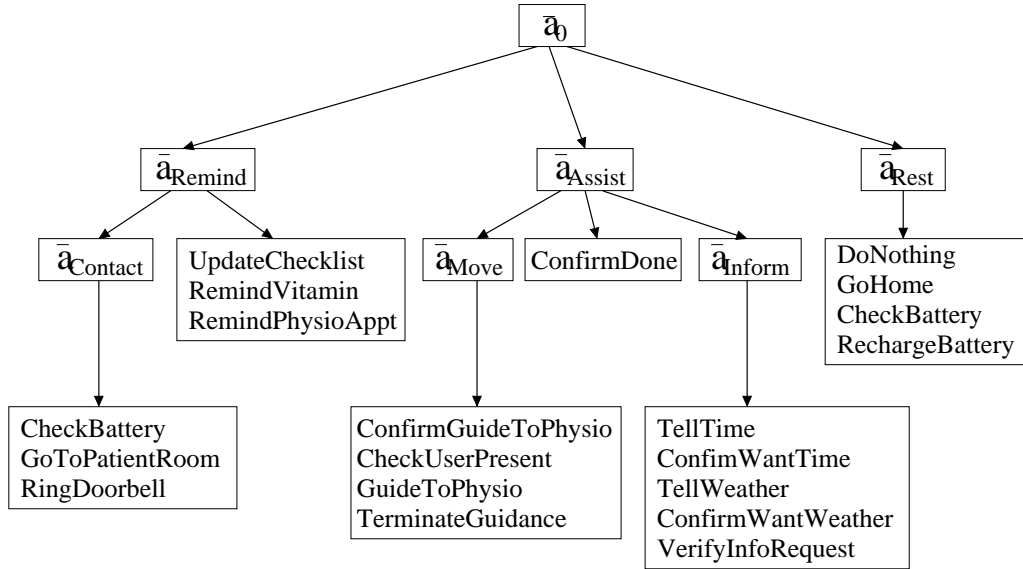 ā0
āRemind
āAssist
āRest
āContact
UpdateChecklist
RemindVitamin
RemindPhysioAppt
āMove
ConfirmDone
āInform
DoNothing
GoHome
CheckBattery
RechargeBattery
CheckBattery
GoToPatientRoom
RingDoorbell
ConfirmGuideToPhysio
CheckUserPresent
GuideToPhysio
TerminateGuidance
TellTime
ConfimWantTime
TellWeather
ConfirmWantWeather
VerifyInfoRequest